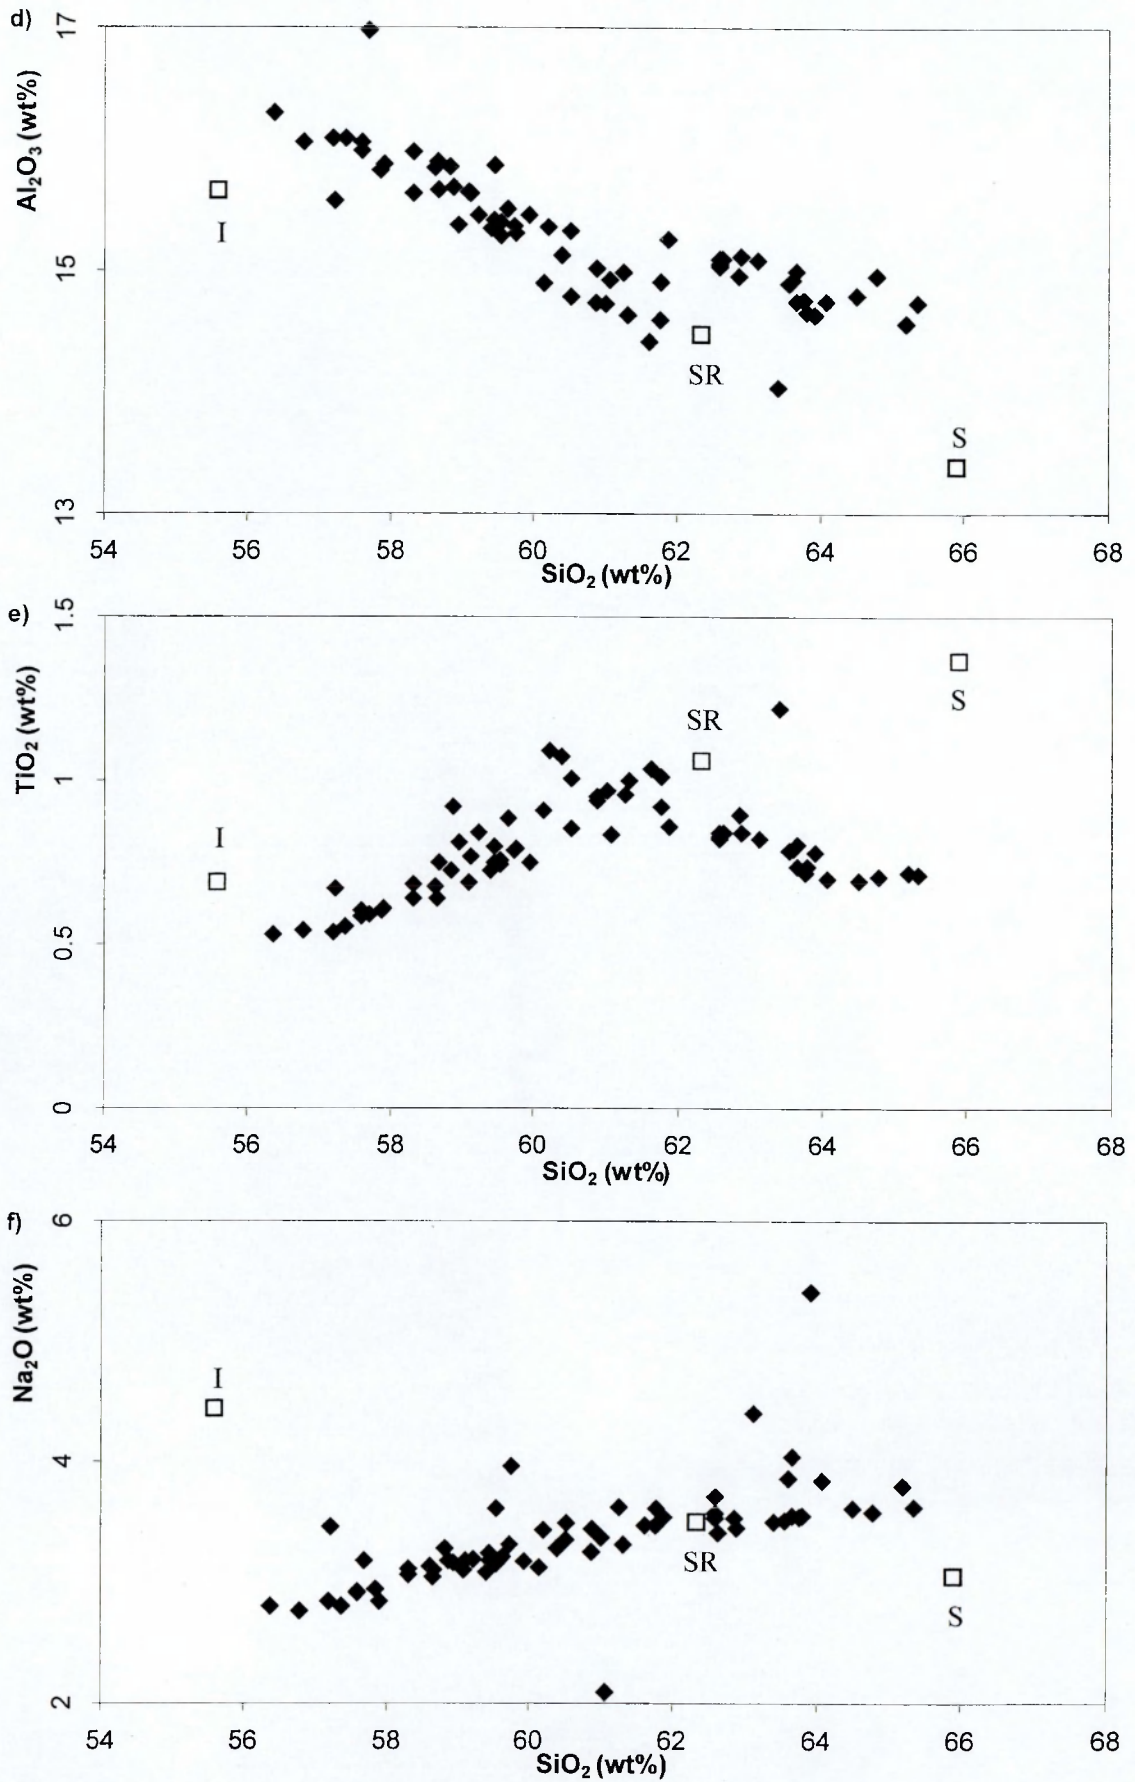 d)
17
Al₂O₃ (wt%)
15
13
I
SR
S
54 56 58 60 62 64 66 68
SiO₂ (wt%)
e)
1.5
TiO₂ (wt%)
1
0.5
0
I
SR
S
54 56 58 60 62 64 66 68
SiO₂ (wt%)
f)
6
Na₂O (wt%)
4
2
I
SR
S
54 56 58 60 62 64 66 68
SiO₂ (wt%)